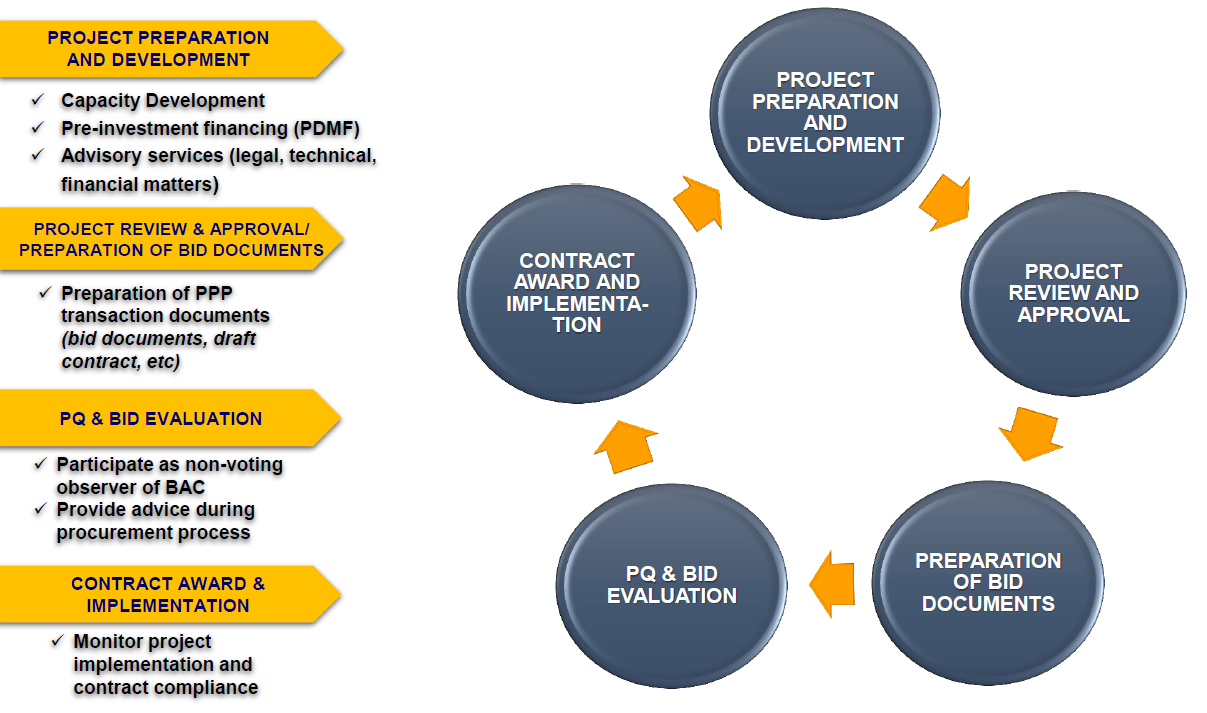 PROJECT PREPARATION
AND DEVELOPMENT
✓ Capacity Development
✓ Pre-investment financing (PDMF)
✓ Advisory services (legal, technical,
financial matters)
PROJECT REVIEW & APPROVAL/
PREPARATION OF BID DOCUMENTS
✓ Preparation of PPP
transaction documents
(bid documents, draft
contract, etc)
PQ & BID EVALUATION
✓ Participate as non-voting
observer of BAC
✓ Provide advice during
procurement process
CONTRACT AWARD &
IMPLEMENTATION
✓ Monitor project
implementation and
contract compliance
PROJECT
PREPARATION
AND
DEVELOPMENT
PROJECT
REVIEW AND
APPROVAL
PREPARATION
OF BID
DOCUMENTS
PQ & BID
EVALUATION
CONTRACT
AWARD AND
IMPLEMENTA-
TION